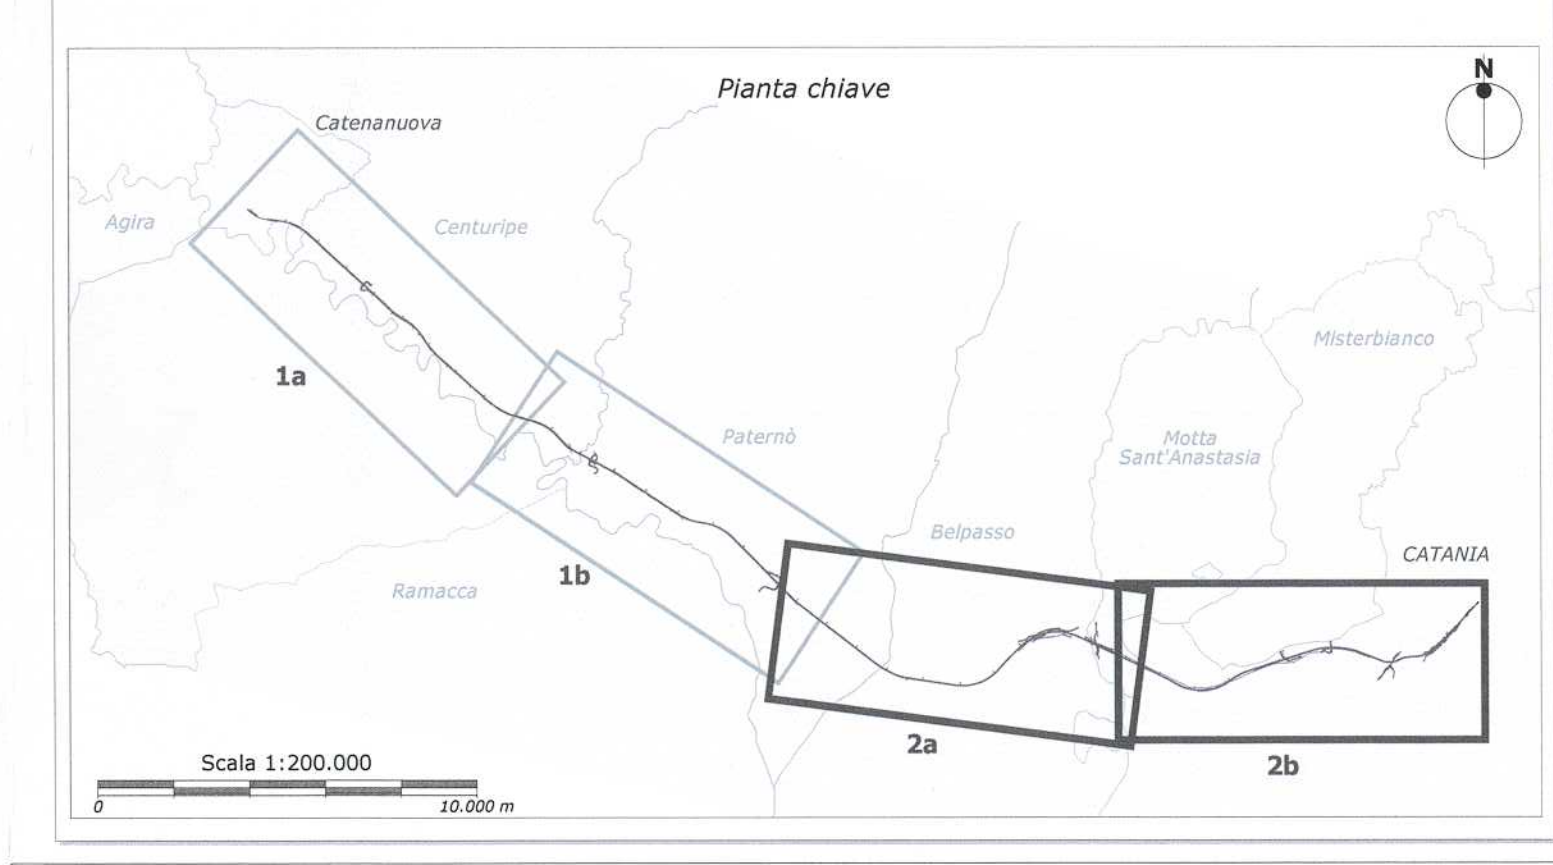 Pianta chiave
N
Catenanuova
Agira
Centuripe
Misterbianco
1a
Paternò
Motta
Sant'Anastasia
Belpasso
CATANIA
1b
Ramacca
2a
2b
Scala 1:200.000
0
10.000 m